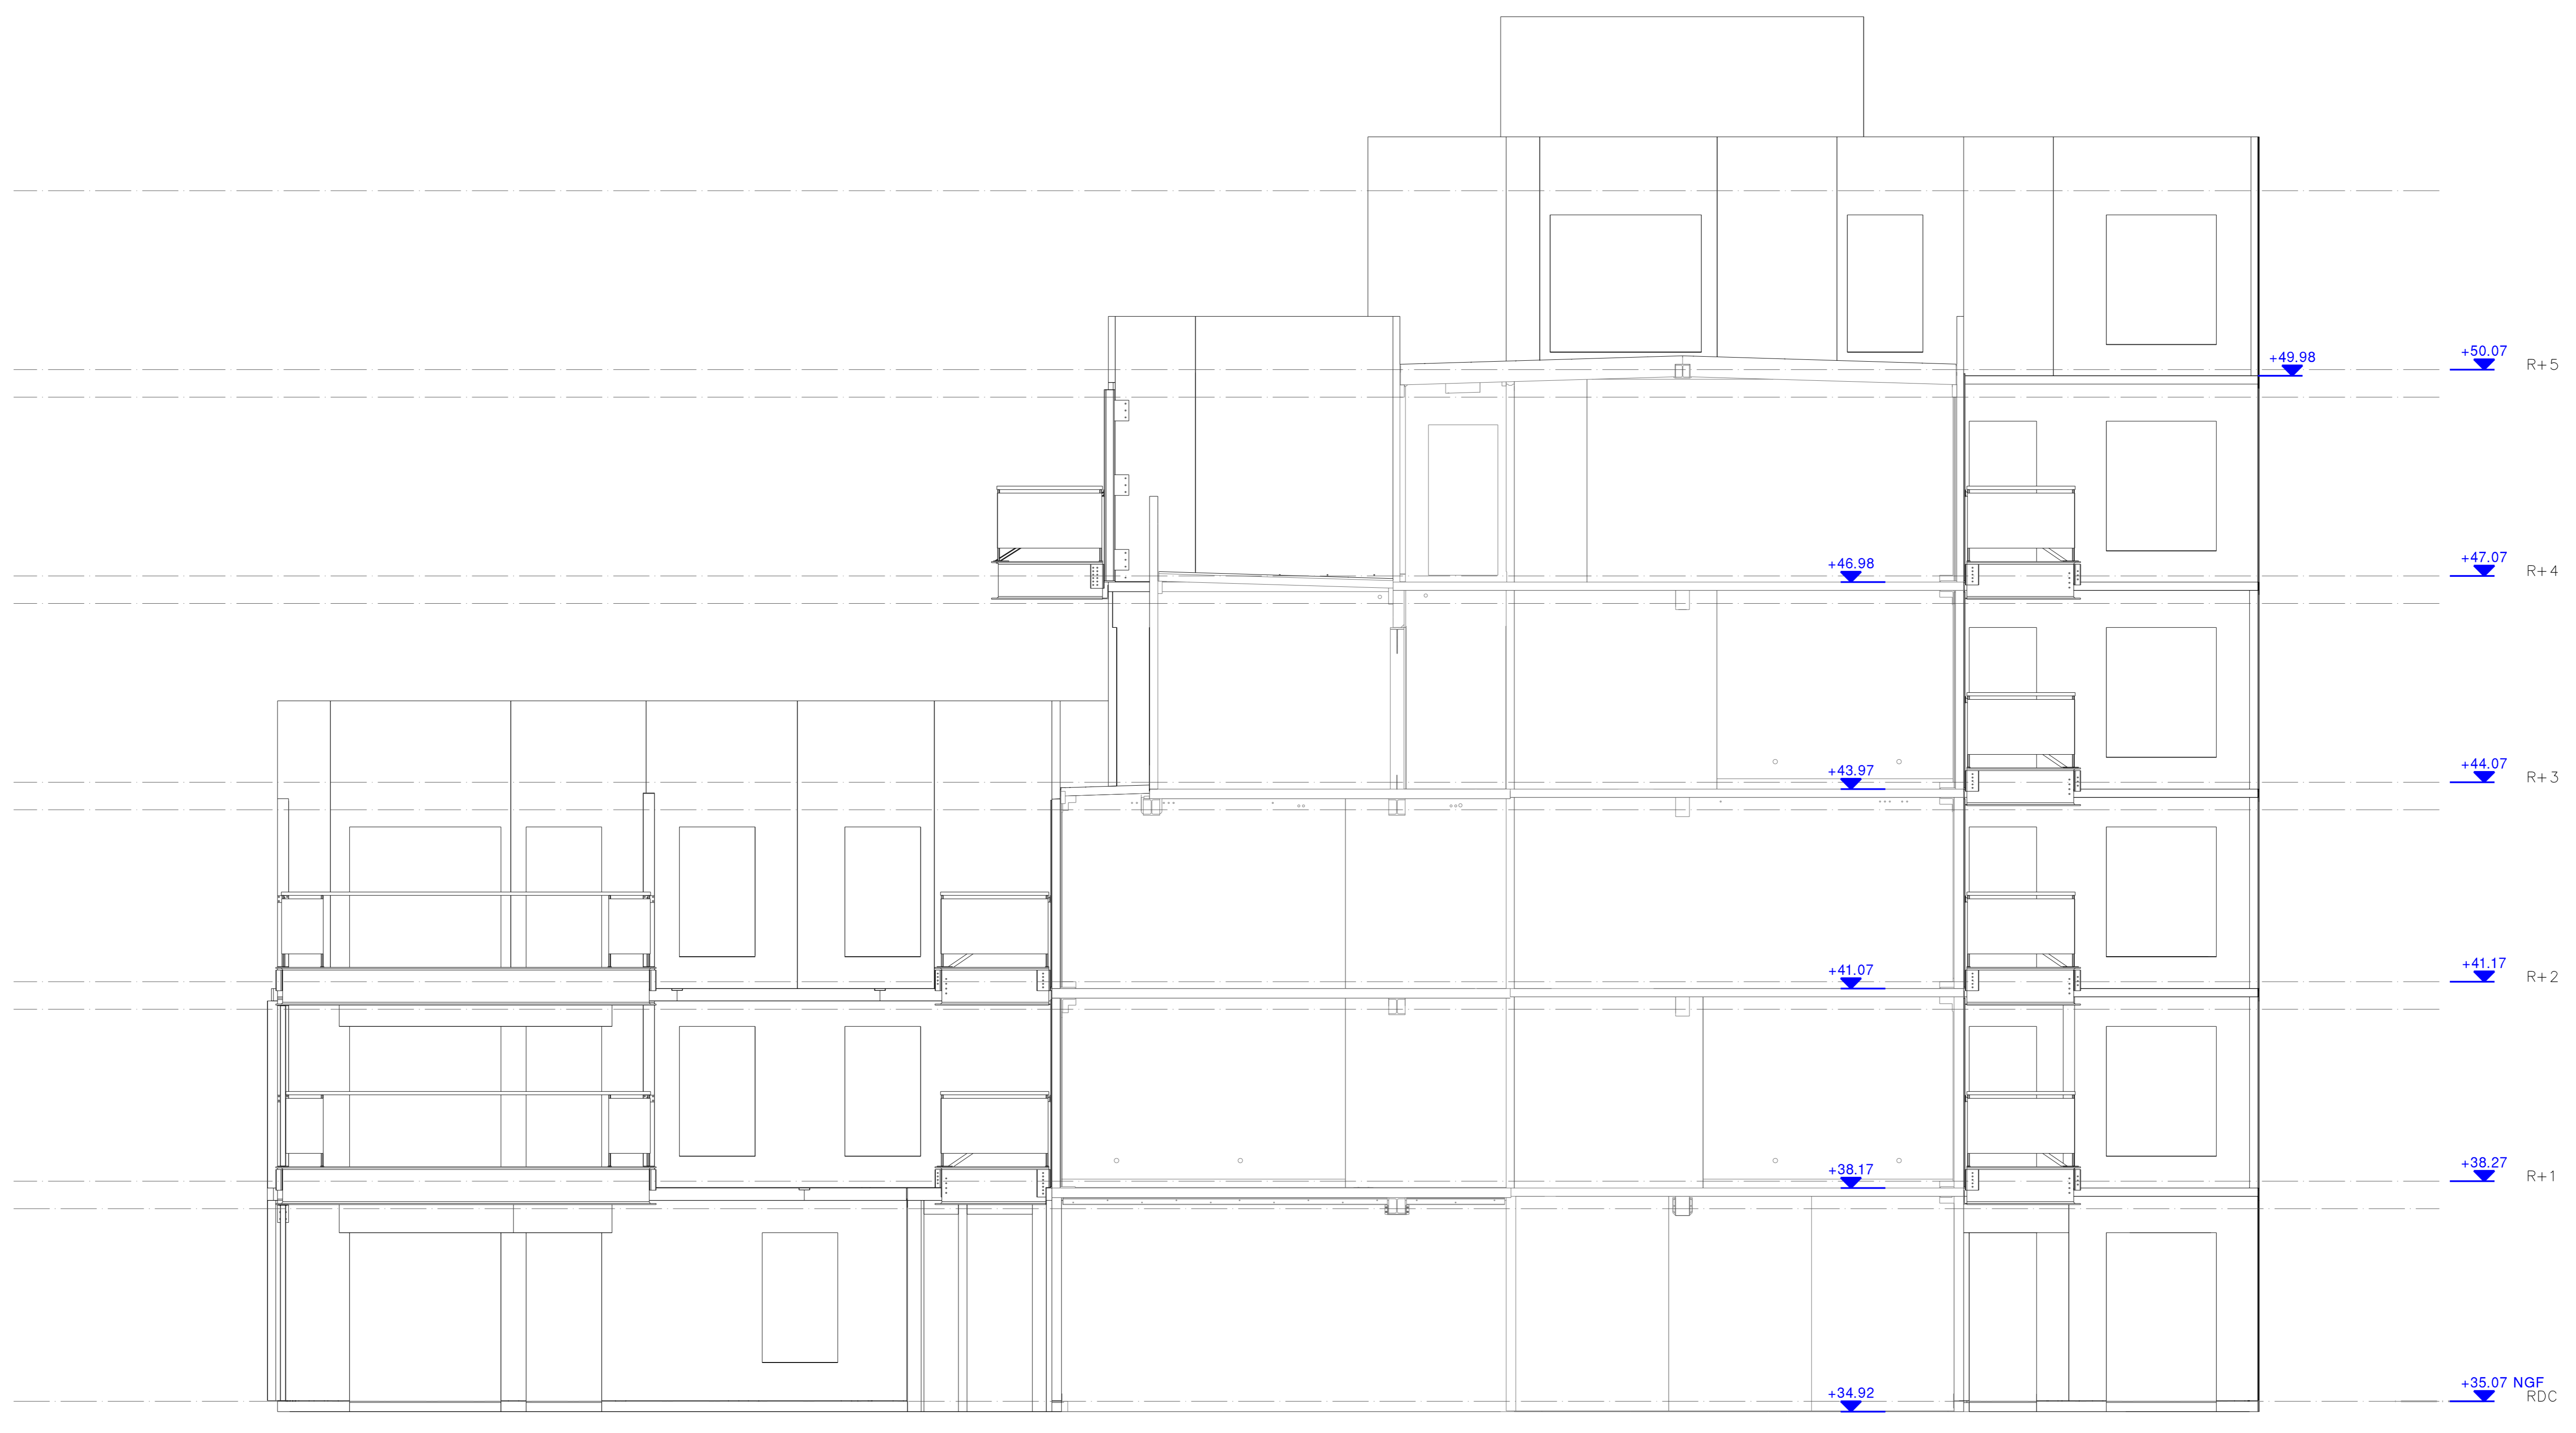 +50.07
+49.98
R+5
+46.98
+47.07
R+4
+43.97
+44.07
R+3
+41.07
+41.17
R+2
+38.17
+38.27
R+1
+34.92
+35.07 NGF
RDC